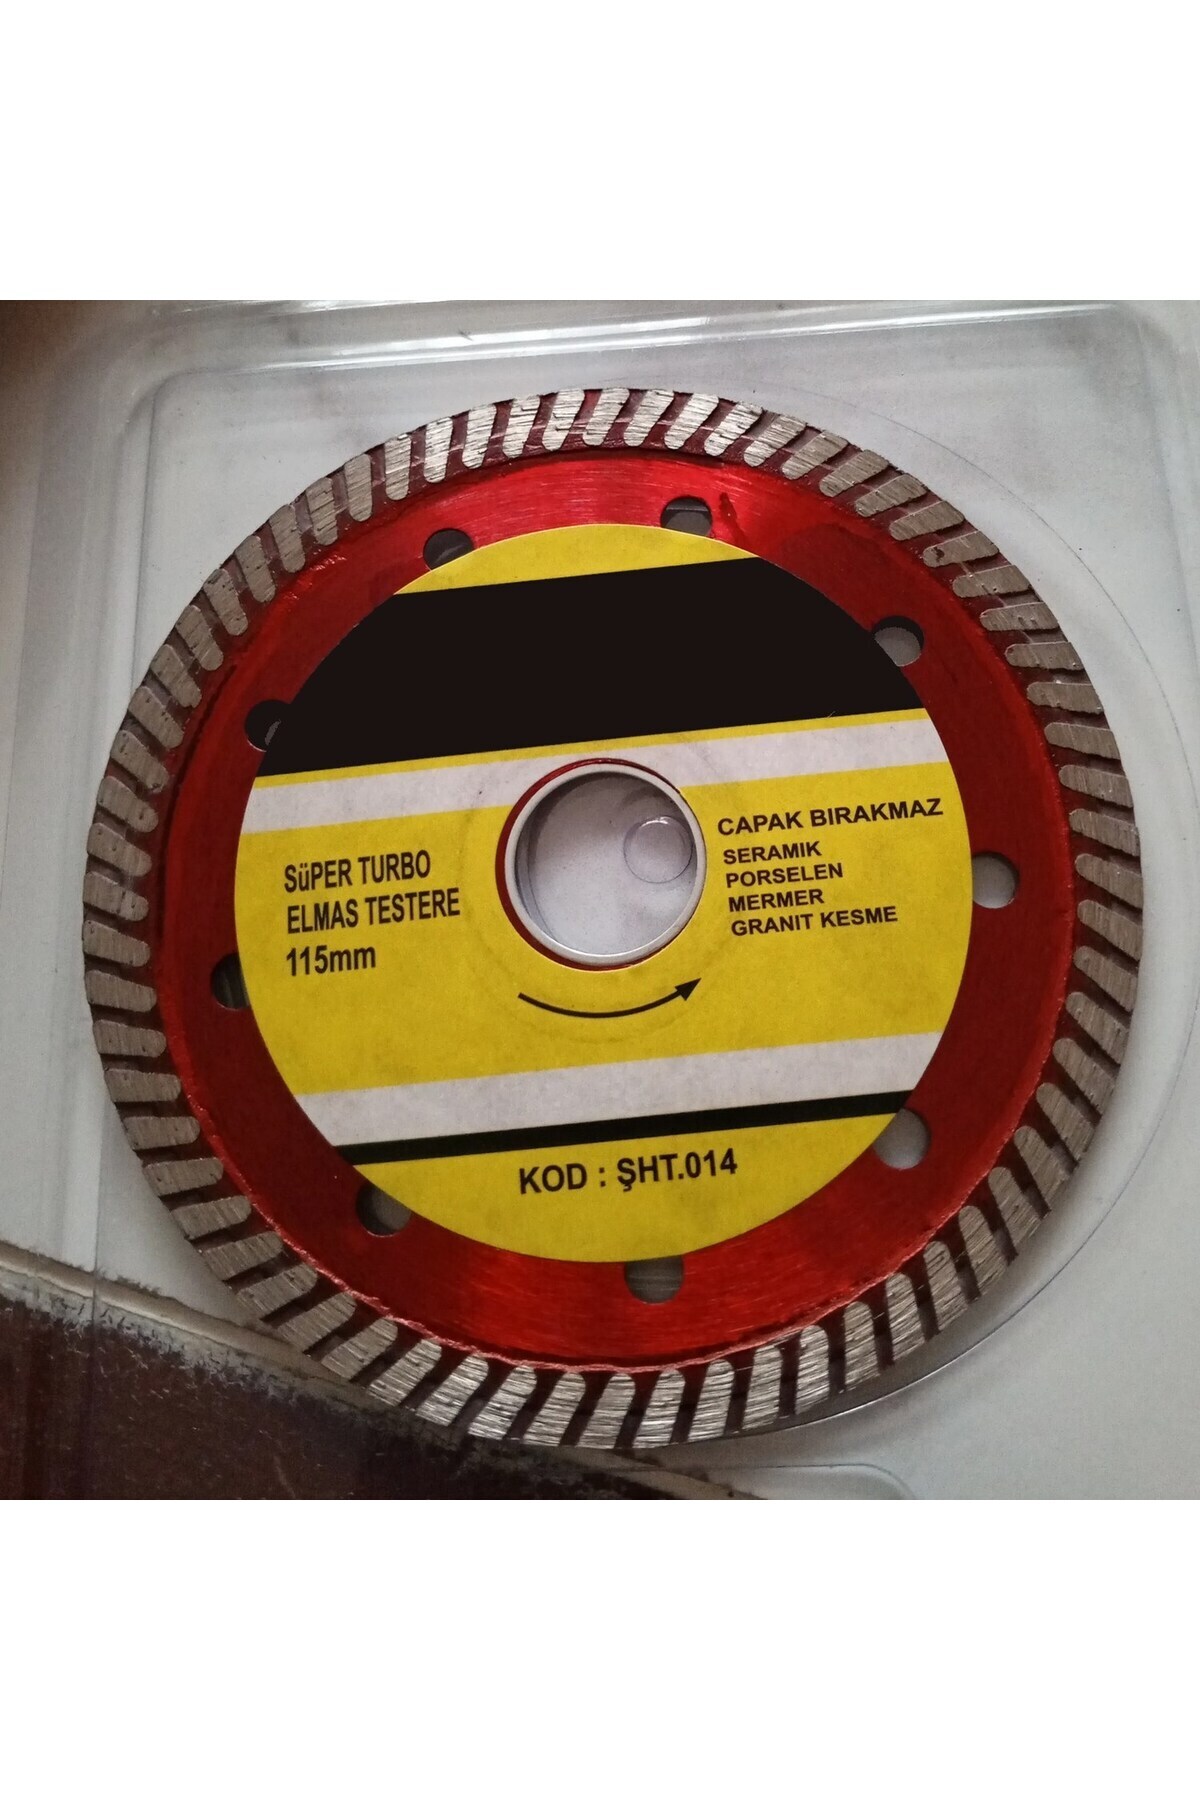 SüPER TURBO
ELMAS TESTERE
115mm
CAPAK BIRAKMAZ
SERAMIK
PORSELEN
MERMER
GRANIT KESME
KOD : ŞHT.014